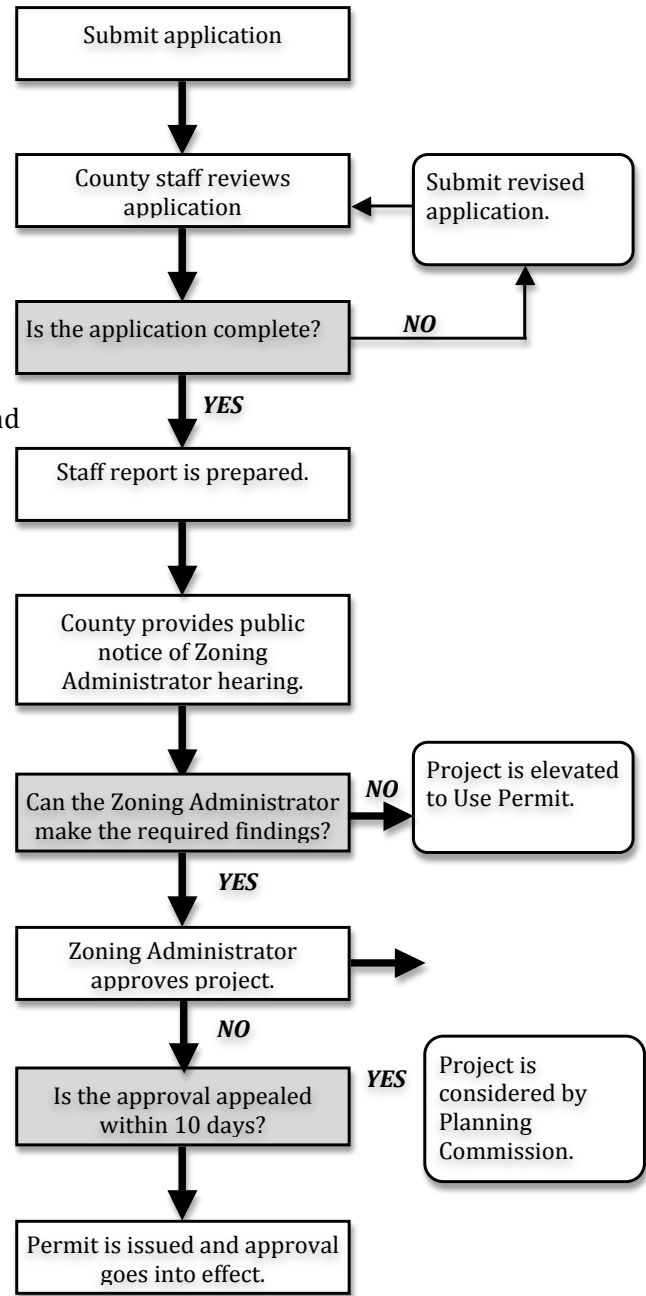 Submit application
County staff reviews
application
Submit revised
application.
Is the application complete?
NO
YES
nd
Staff report is prepared.
County provides public
notice of Zoning
Administrator hearing.
Can the Zoning Administrator
make the required findings?
NO
Project is elevated
to Use Permit.
YES
Zoning Administrator
approves project.
NO
Is the approval appealed
within 10 days?
YES
Project is
considered by
Planning
Commission.
Permit is issued and approval
goes into effect.